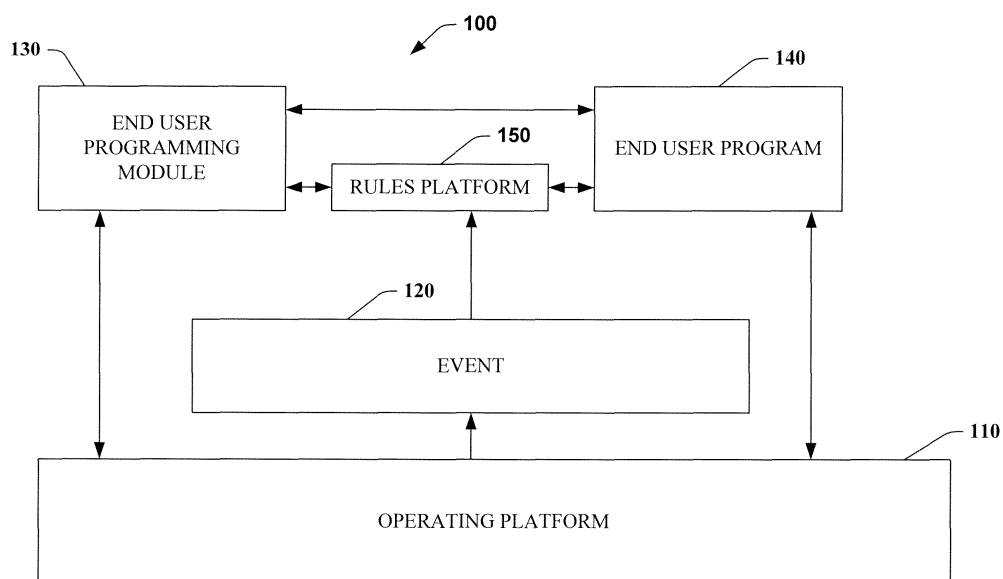 100
130
140
END USER
PROGRAMMING
MODULE
150
END USER PROGRAM
RULES PLATFORM
120
EVENT
110
OPERATING PLATFORM